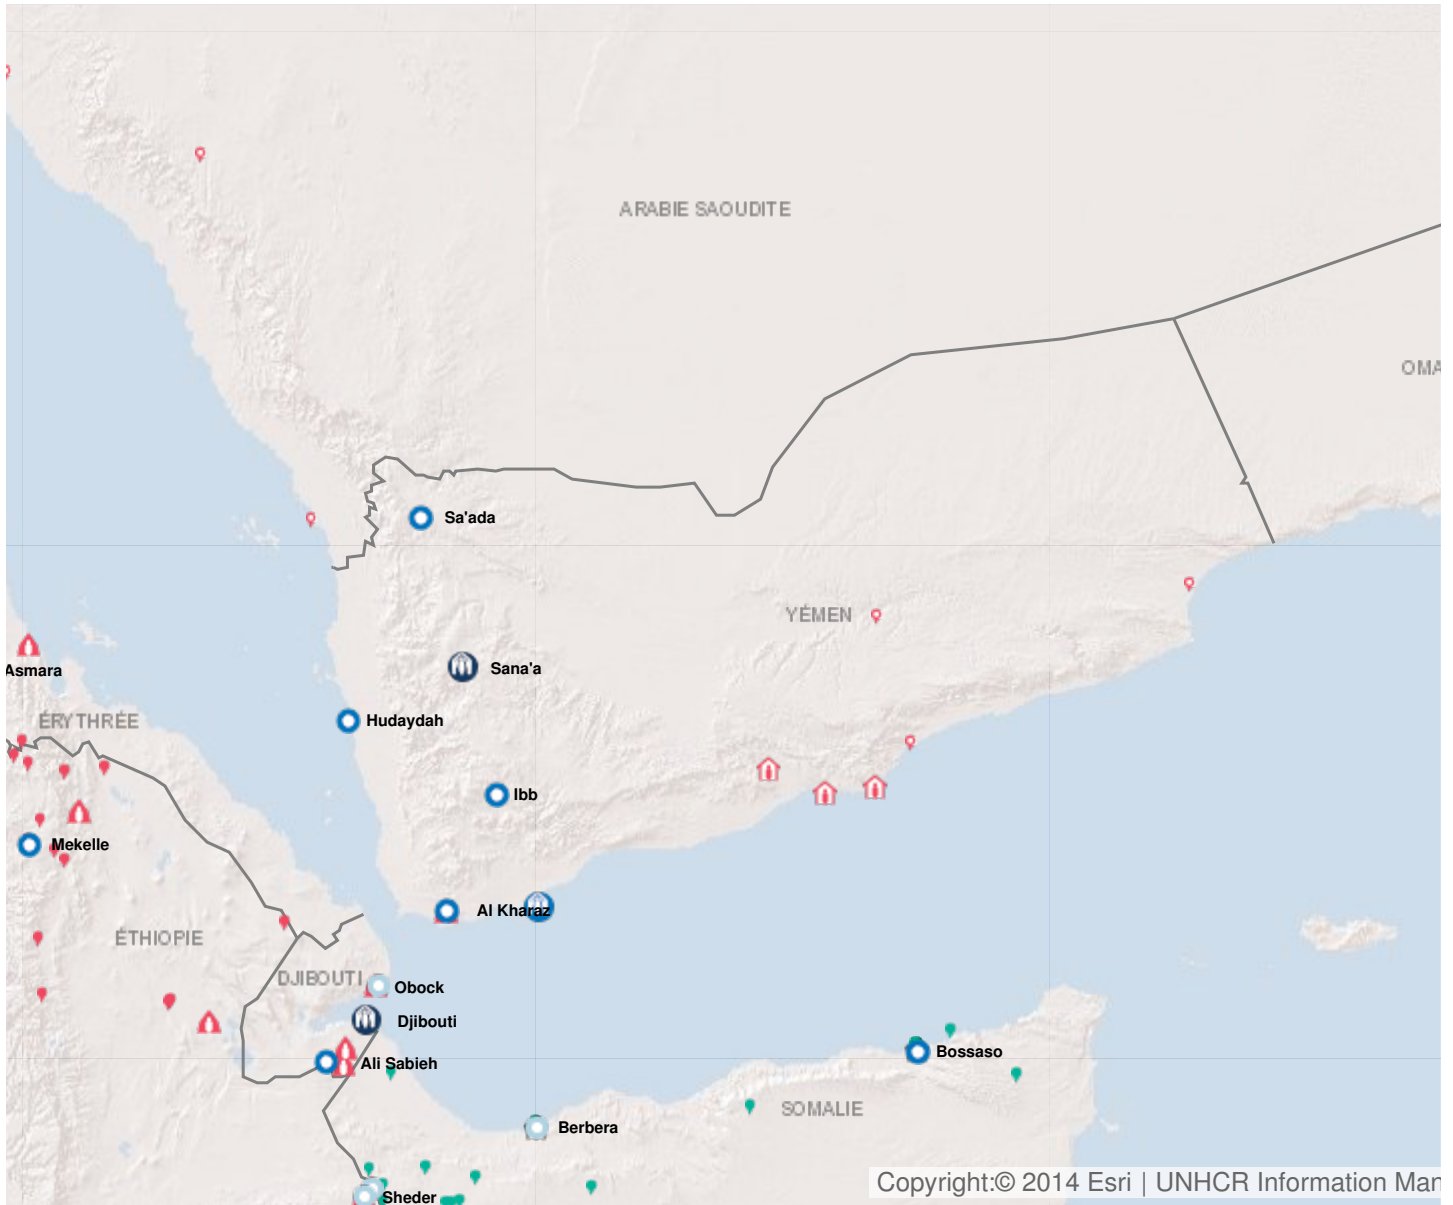 ARABIE SAOUDITE
OMA
Sa'ada
YÉMEN
Sana'a
Asmara
ÉRYTHRÉE
Hudaydah
Ibb
Mekelle
Al Kharaz
ÉTHIOPIE
DJIBOUTI
Obock
Djibouti
Bossaso
Ali Sabieh
SOMALIE
Berbera
Copyright:© 2014 Esri | UNHCR Information Man
Sheder